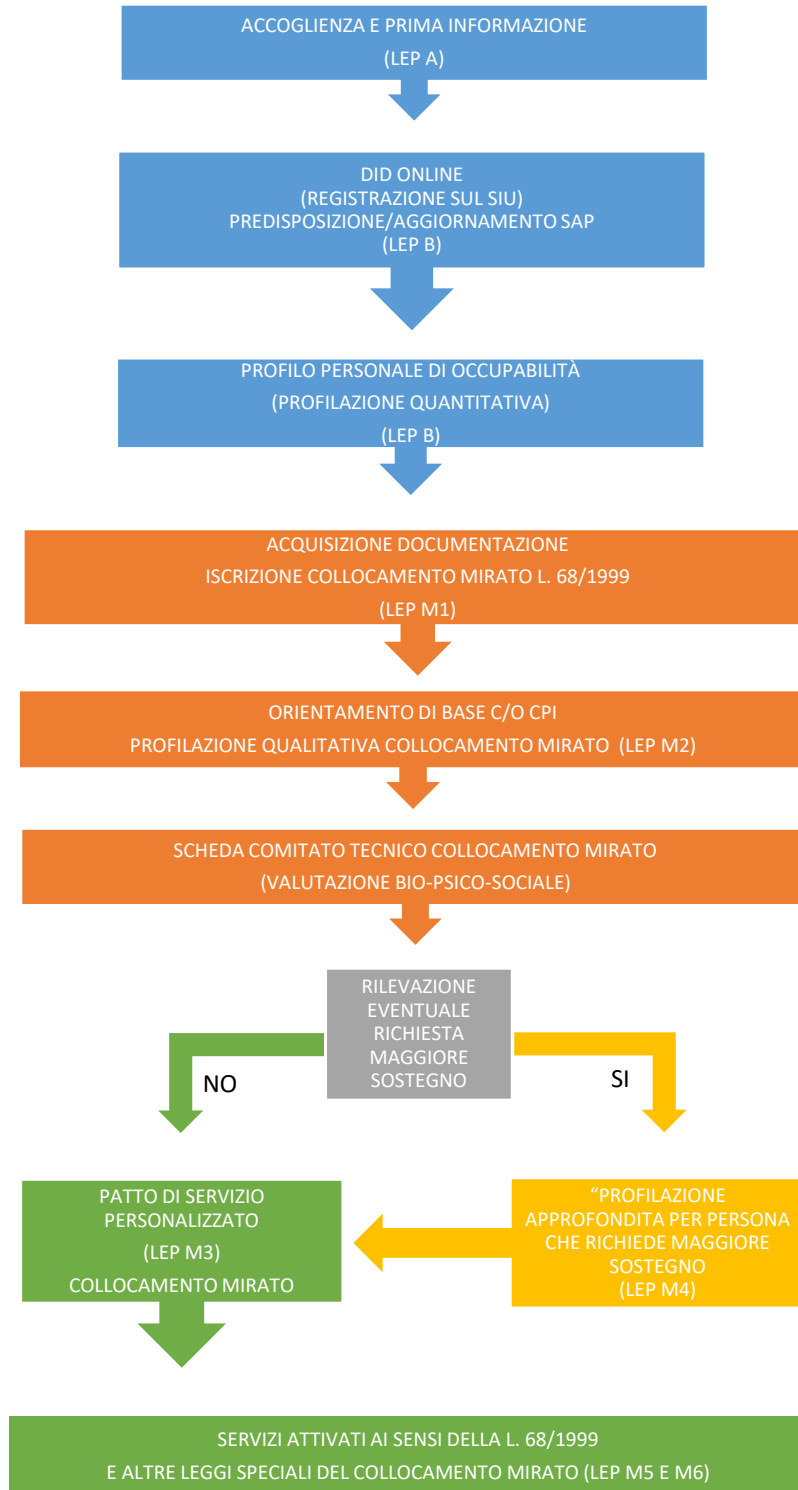 ACCOGLIENZA E PRIMA INFORMAZIONE
(LEP A)
DID ONLINE
(REGISTRAZIONE SUL SIU)
PREDISPOSIZIONE/AGGIORNAMENTO SAP
(LEP B)
PROFILO PERSONALE DI OCCUPABILITÀ
(PROFILAZIONE QUANTITATIVA)
(LEP B)
ACQUISIZIONE DOCUMENTAZIONE
ISCRIZIONE COLLOCAMENTO MIRATO L. 68/1999
(LEP M1)
ORIENTAMENTO DI BASE C/O CPI
PROFILAZIONE QUALITATIVA COLLOCAMENTO MIRATO (LEP M2)
SCHEDA COMITATO TECNICO COLLOCAMENTO MIRATO
(VALUTAZIONE BIO-PSICO-SOCIALE)
RILEVAZIONE
EVENTUALE
RICHIESTA
MAGGIORE
SOSTEGNO
NO
SI
PATTO DI SERVIZIO
PERSONALIZZATO
(LEP M3)
COLLOCAMENTO MIRATO
“PROFILAZIONE
APPROFONDITA PER PERSONA
CHE RICHIEDE MAGGIORE
SOSTEGNO
(LEP M4)
SERVIZI ATTIVATI AI SENSI DELLA L. 68/1999
E ALTRE LEGGI SPECIALI DEL COLLOCAMENTO MIRATO (LEP M5 E M6)